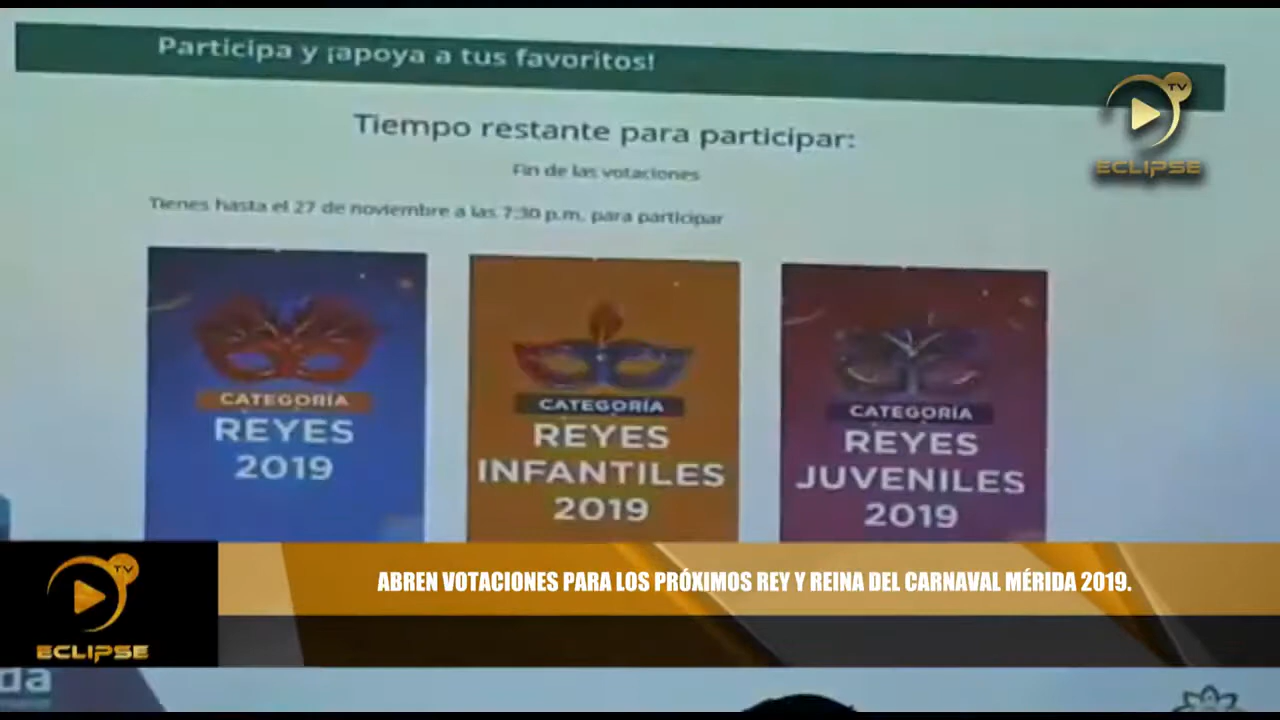 Participa y ¡apoya a tus favoritos!
TV
ECLIPSE
Tiempo restante para participar:
Fin de las votaciones
Tienes hasta el 27 de noviembre a las 7:30 p.m. para participar
CATEGORÍA
REYES
2019
CATEGORÍA
REYES
INFANTILES
2019
CATEGORÍA
REYES
JUVENILES
2019
TV
ECLIPSE
ABREN VOTACIONES PARA LOS PRÓXIMOS REY Y REINA DEL CARNAVAL MÉRIDA 2019.
da